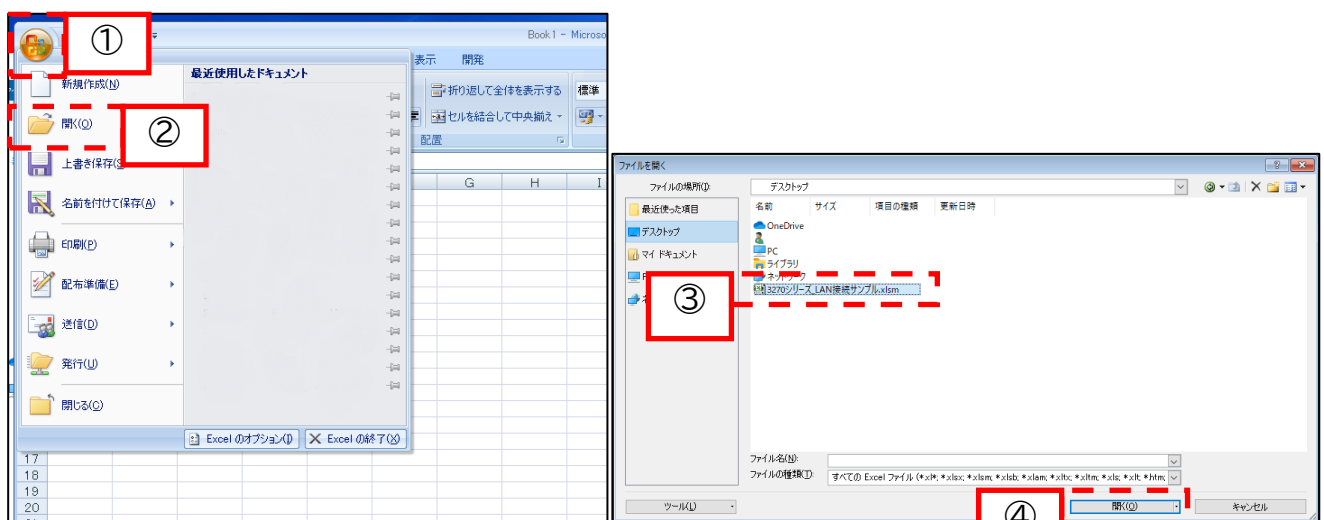 ①
Book1 - Microso
表示 開発
最近使用したドキュメント
新規作成(N)
折り返して全体を表示する 標準
開く(O)
②
セルを結合して中央揃え
配置
上書き保存(S
G H I
名前を付けて保存(A)
印刷(P)
配布準備(E)
送信(D)
発行(U)
閉じる(C)
Excel のオプション(I) Excel の終了(X)
17
18
19
20
ファイルを開く
ファイルの場所(I): デスクトップ
名前 サイズ 項目の種類 更新日時
最近使った項目
デスクトップ
マイ ドキュメント
OneDrive
PC
ライブラリ
ネットワーク
3270シリーズ_LAN接続サンプル.xlsm
③
ファイル名(N):
ファイルの種類(T): すべての Excel ファイル (*.xl*; *.xlsx; *.xlsm; *.xlsb; *.xlam; *.xltx; *.xltm; *.xls; *.xlt; *.htm;
ツール(L) ④ 開く(O) キャンセル